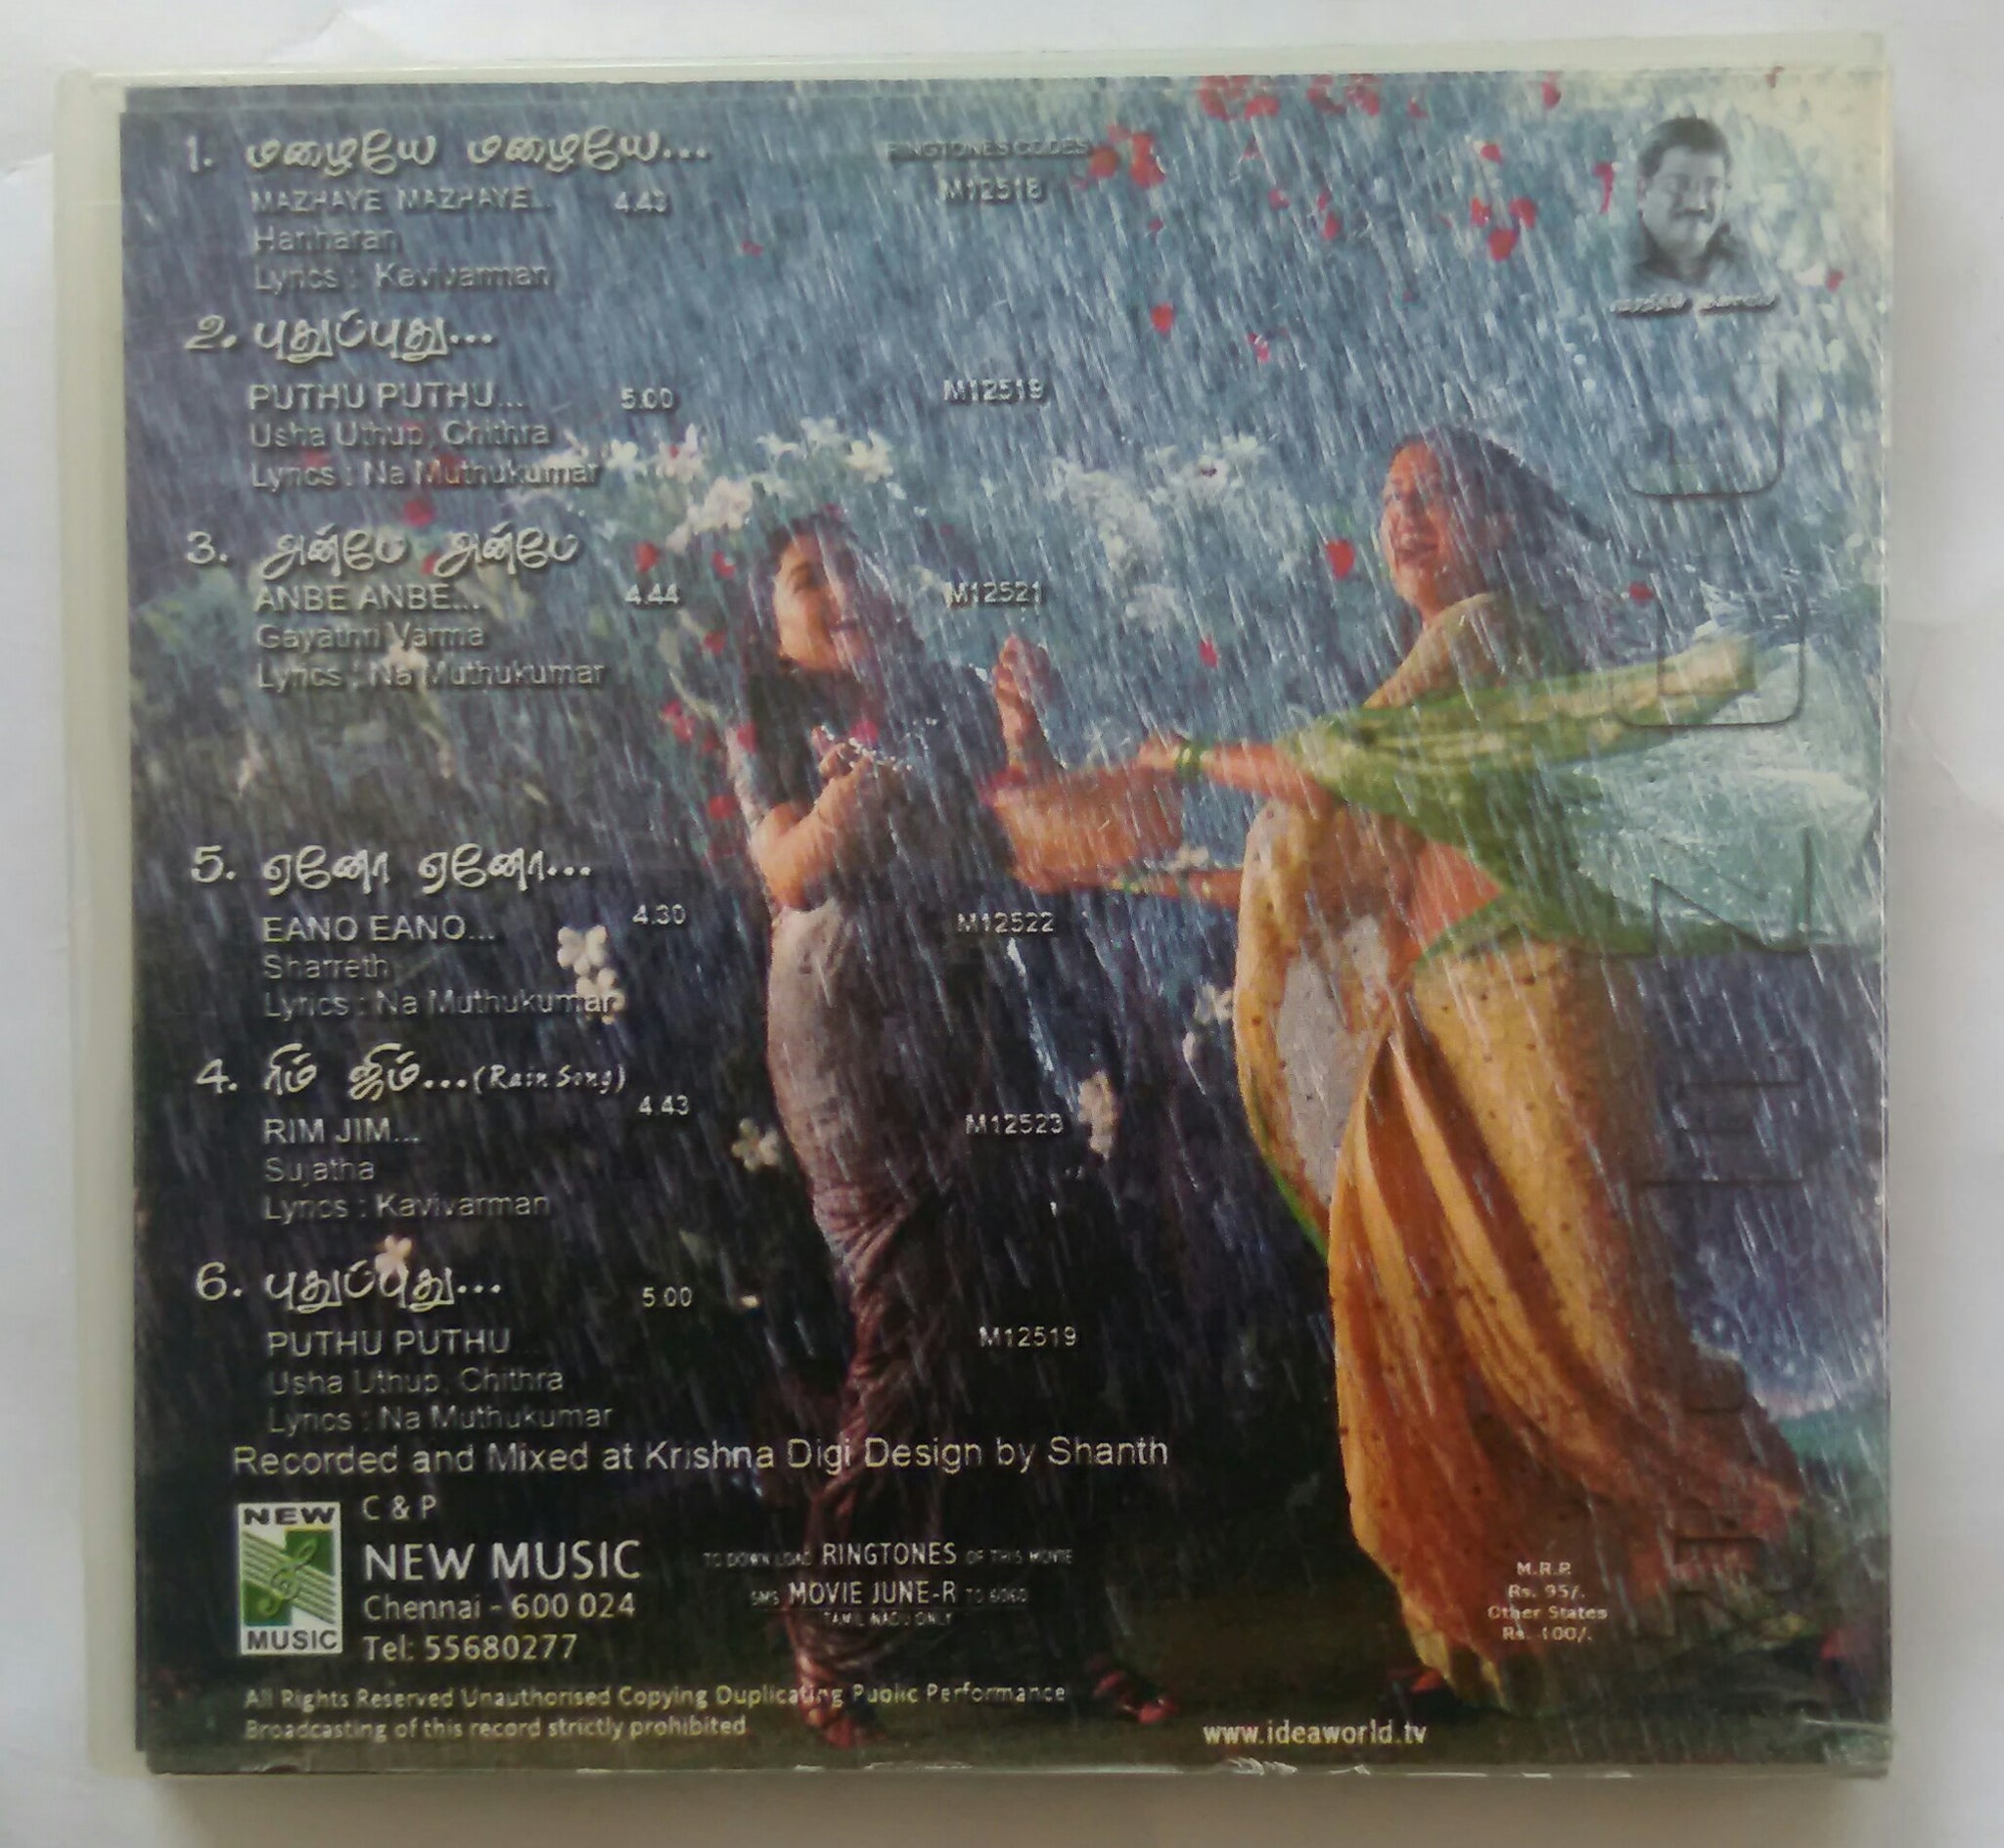 1. மழையே மழையே...
RINGTONES CODES
MAZHAYE MAZHAYE... 4.43 M12518
Hariharan
Lyrics : Kavivarman
2. புதுப்புது...
PUTHU PUTHU... 5.00 M12519
Usha Uthup, Chithra
Lyrics : Na Muthukumar
3. அன்பே அன்பே
ANBE ANBE... 4.44 M12521
Gayathri Varma
Lyrics : Na Muthukumar
5. ஏனோ ஏனோ...
EANO EANO... 4.30 M12522
Sharreth
Lyrics : Na Muthukumar
4. ரிம் ஜிம்...(Rain Song)
RIM JIM... 4.43 M12523
Sujatha
Lyrics : Kavivarman
6. புதுப்புது... 5.00
PUTHU PUTHU M12519
Usha Uthup, Chithra
Lyrics : Na Muthukumar
Recorded and Mixed at Krishna Digi Design by Shanth
NEW
MUSIC
C & P
NEW MUSIC
Chennai - 600 024
Tel: 55680277
TO DOWNLOAD RINGTONES OF THIS MOVIE
SMS MOVIE JUNE-R TO 6060
TAMIL NADU ONLY
M.R.P.
Rs. 95/.
Other States
Rs. 100/.
All Rights Reserved Unauthorised Copying Duplicating Public Performance
Broadcasting of this record strictly prohibited
www.ideaworld.tv
JUNE R